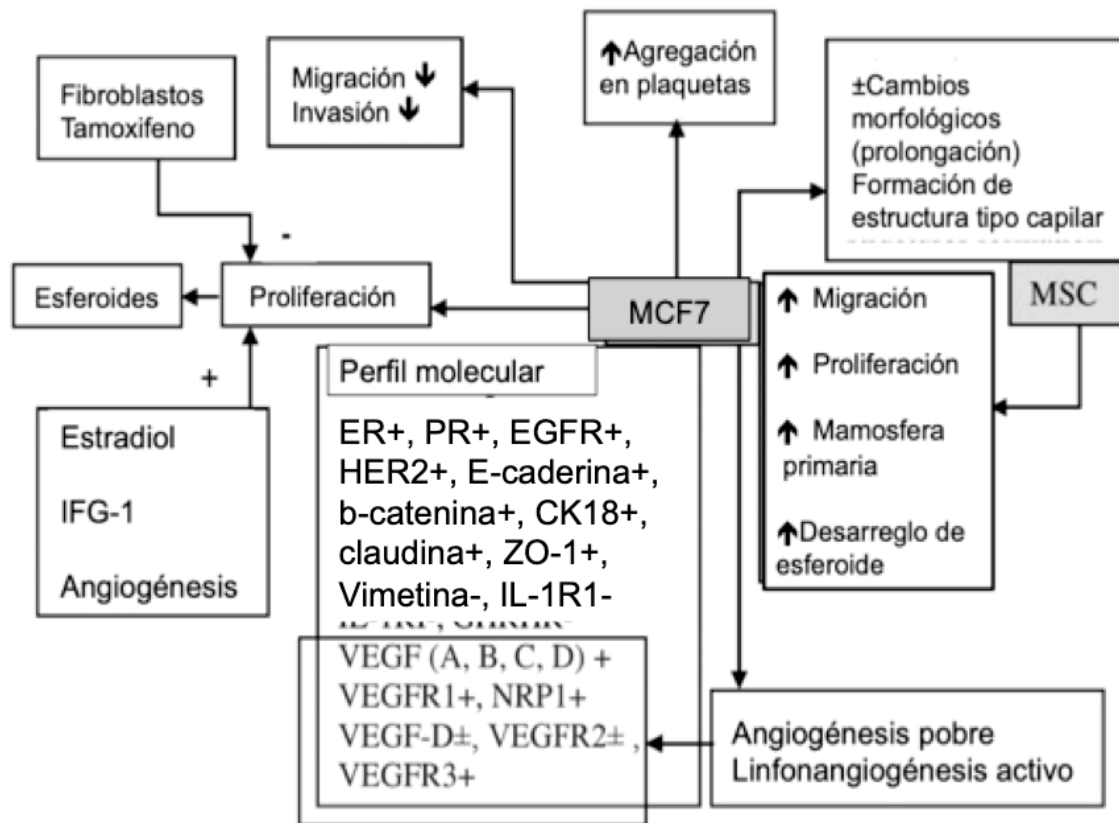 Fibroblastos
Tamoxifeno
Migración ↓
Invasión ↓
↑Agregación
en plaquetas
±Cambios
morfológicos
(prolongación)
Formación de
estructura tipo capilar
-
Esferoides
Proliferación
MCF7
MSC
↑ Migración
↑ Proliferación
↑ Mamosfera
primaria
↑Desarreglo de
esferoide
+
Estradiol
IFG-1
Angiogénesis
Perfil molecular
ER+, PR+, EGFR+,
HER2+, E-caderina+,
b-catenina+, CK18+,
claudina+, ZO-1+,
Vimetina-, IL-1R1-
VEGF (A, B, C, D) +
VEGFR1+, NRP1+
VEGF-D±, VEGFR2± ,
VEGFR3+
Angiogénesis pobre
Linfonangiogénesis activo